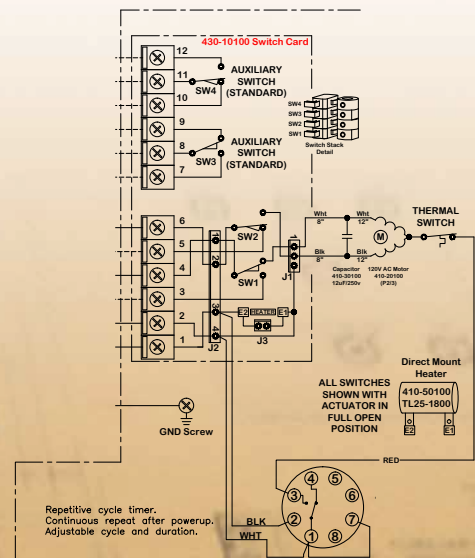 430-10100 Switch Card
12
11
10
9
8
7
SW4
AUXILIARY
SWITCH
(STANDARD)
SW3
AUXILIARY
SWITCH
(STANDARD)
SW4
SW3
SW2
SW1
Switch Stack
Detail
6
5
4
3
2
1
1
2
3
4
J2
SW2
SW1
1
J1
E2
HEATER
E1
J3
Wht
8"
Wht
12"
Blk
8"
Blk
12"
M
THERMAL
SWITCH
Capacitor
410-30100
12uF/250v
120V AC Motor
410-20100
(P2/3)
GND Screw
ALL SWITCHES
SHOWN WITH
ACTUATOR IN
FULL OPEN
POSITION
Direct Mount
Heater
410-50100
TL25-1800
E2
E1
RED
4
5
3
6
2
7
1
8
BLK
WHT
Repetitive cycle timer.
Continuous repeat after powerup.
Adjustable cycle and duration.